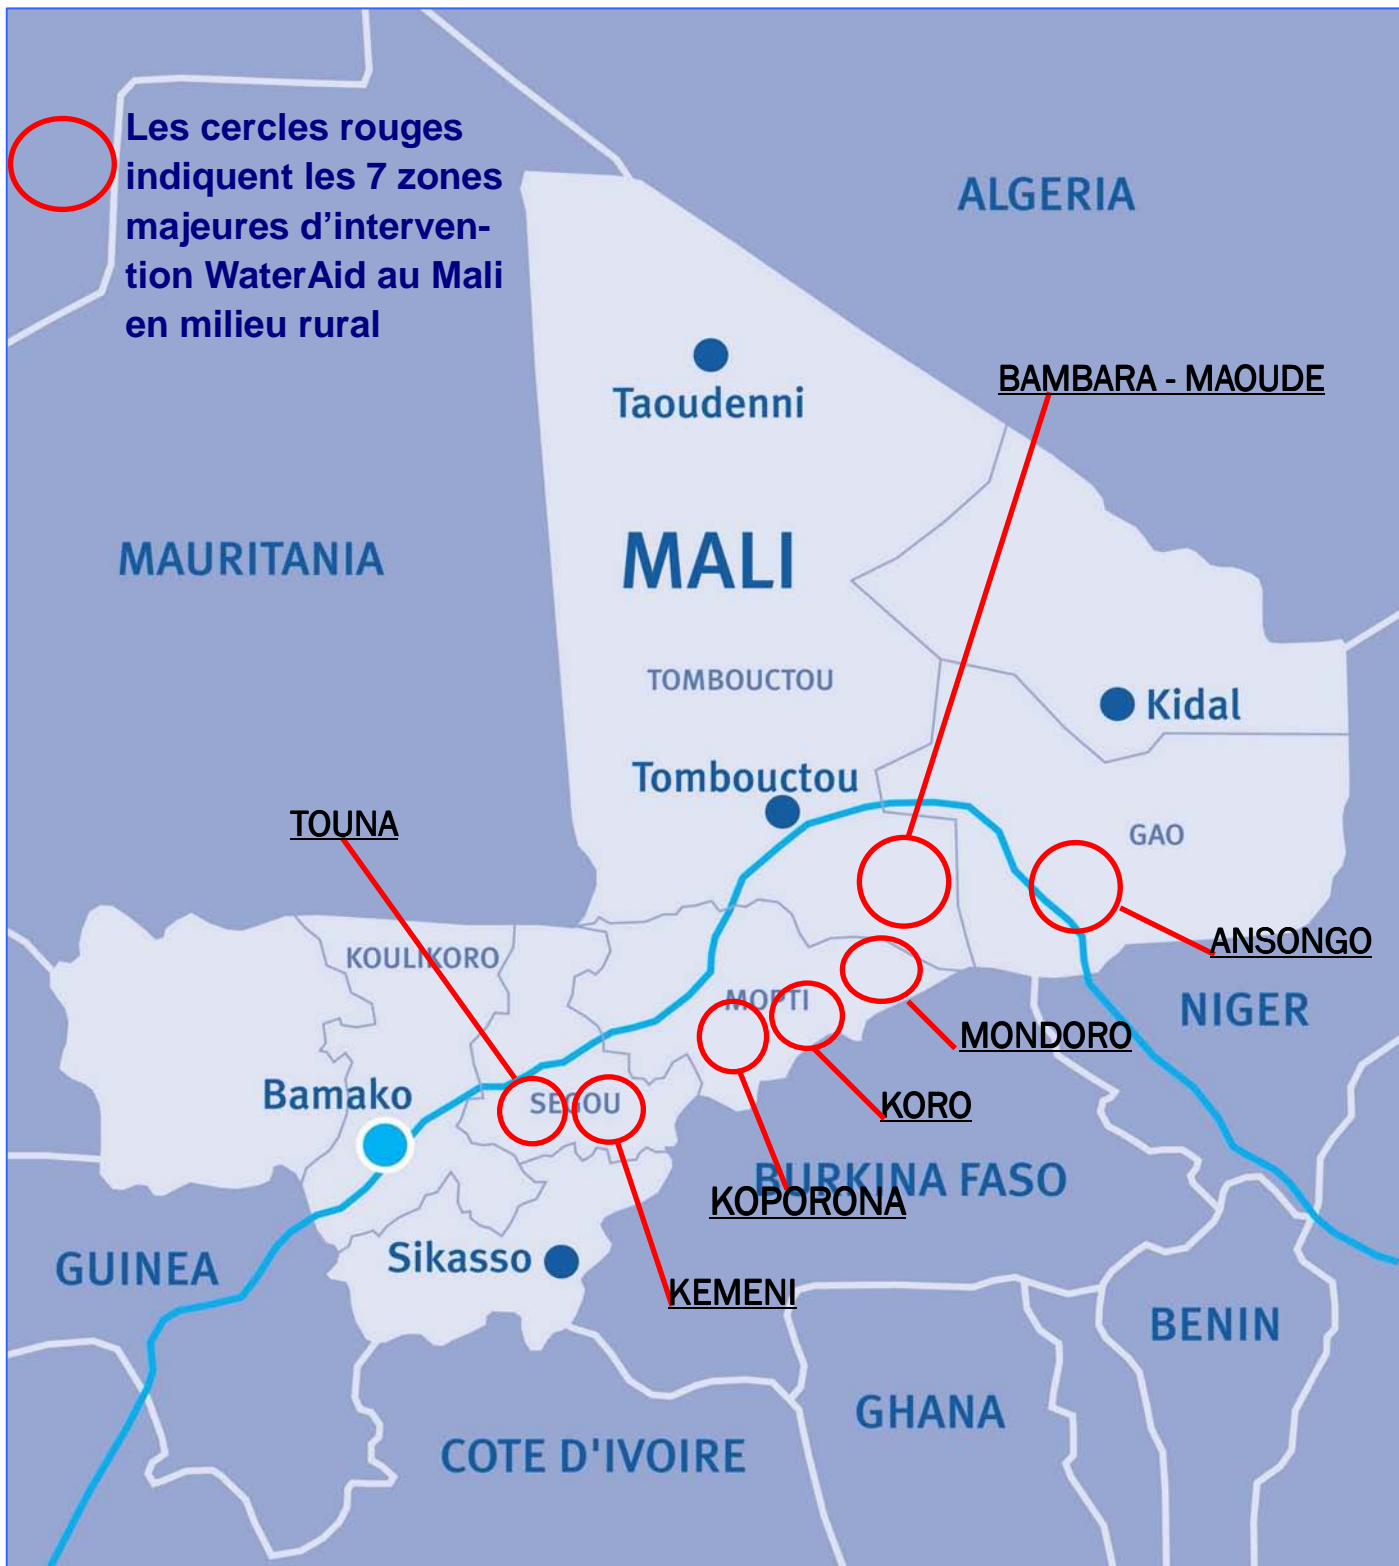 Les cercles rouges
indiquent les 7 zones
majeures d’interven-
tion WaterAid au Mali
en milieu rural
ALGERIA
BAMBARA - MAOUDE
Taoudenni
MAURITANIA
MALI
TOMBOUCTOU
Kidal
Tombouctou
TOUNA
GAO
ANSONGO
KOULIKORO
MOPTI
NIGER
MONDORO
Bamako
SEGOU
KORO
BURKINA FASO
KOPORONA
GUINEA
Sikasso
KEMENI
BENIN
GHANA
COTE D'IVOIRE